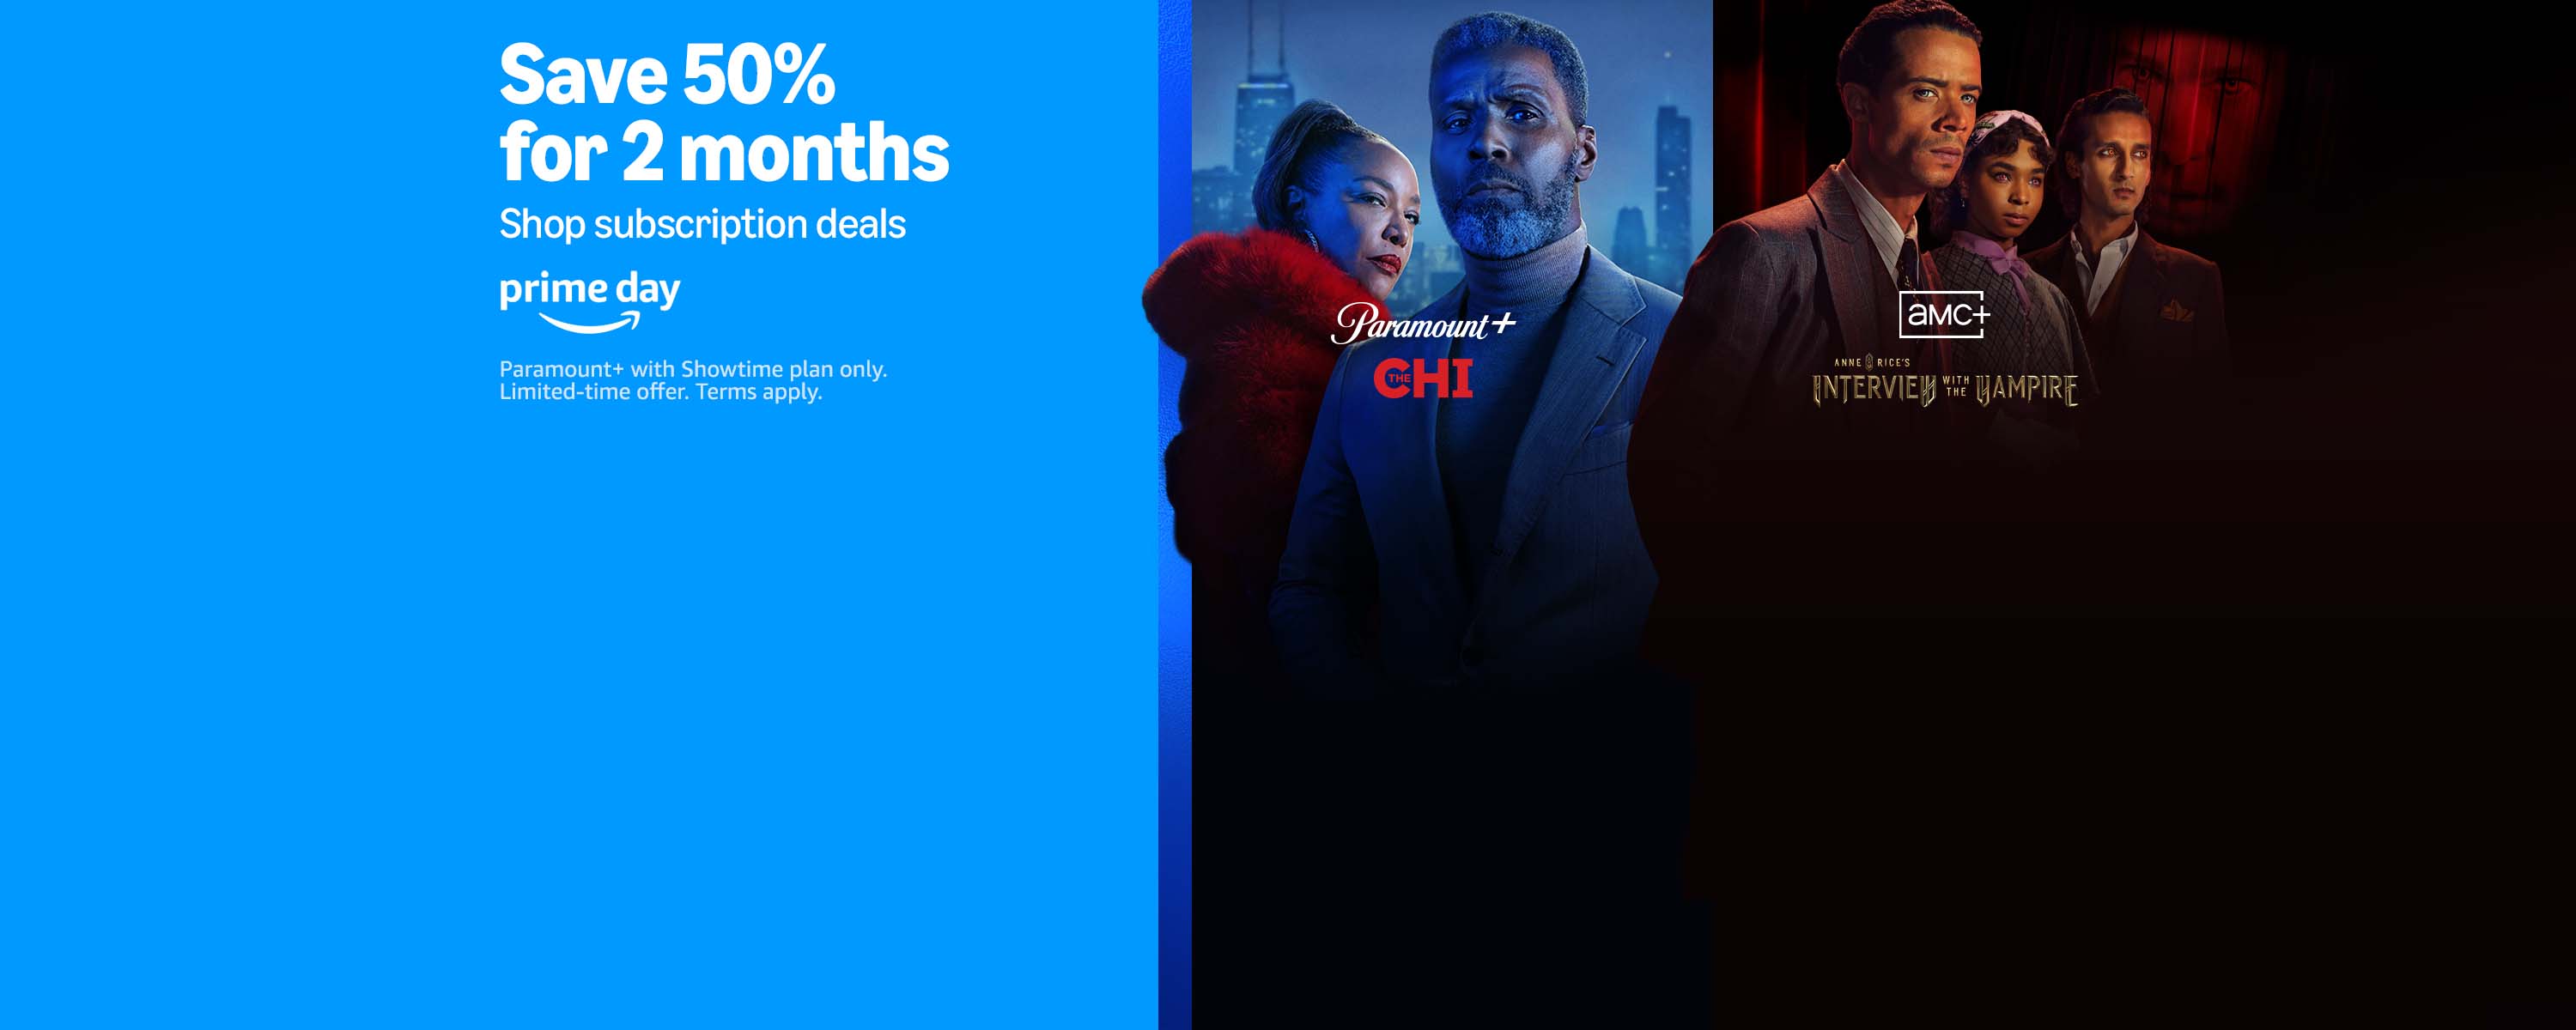 Save 50%
for 2 months
Shop subscription deals
prime day
Paramount+ with Showtime plan only.
Limited-time offer. Terms apply.
Paramount+
THE CHI
aMC+
ANNE RICE'S
INTERVIEW WITH THE VAMPIRE